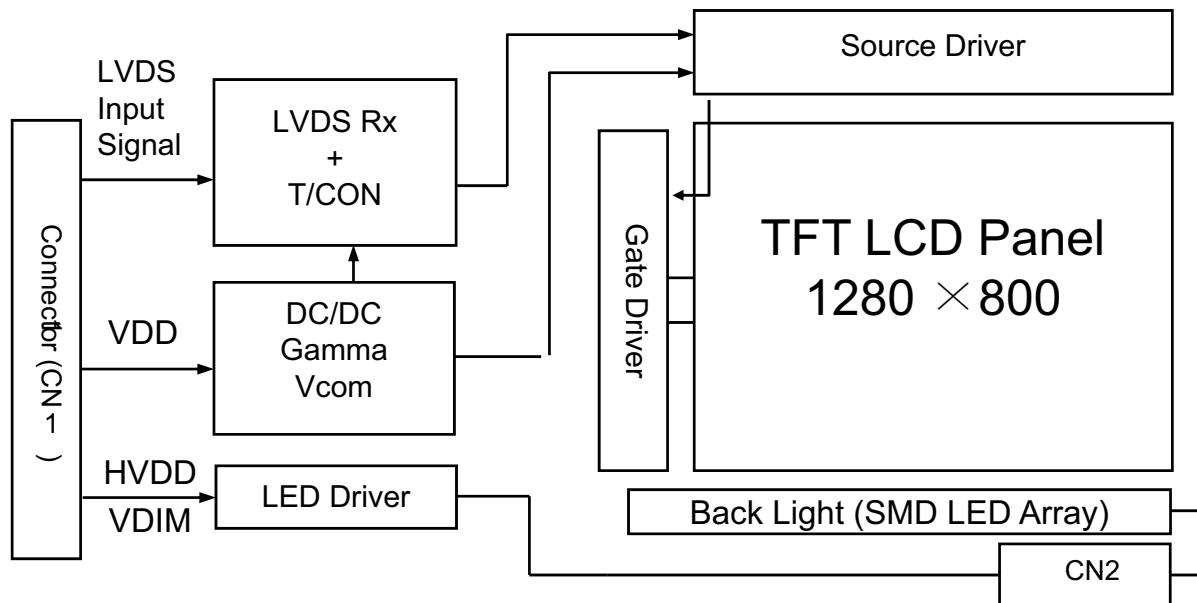 LVDS
Input
Signal
Connector (CN1)
VDD
HVDD
VDIM
LVDS Rx
+
T/CON
DC/DC
Gamma
Vcom
LED Driver
Source Driver
Gate Driver
TFT LCD Panel
1280 ×800
Back Light (SMD LED Array)
CN2